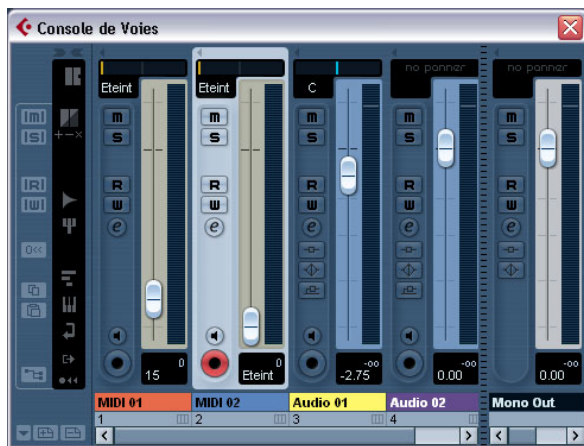 Console de Voies
Eteint Eteint C no panner no panner
m m m m m
[m]
S S S S S
[S]
+-×
R R R R R
[R]
W W W W W
[W]
e e e e e
0<<
0 0 -oo -oo -oo
15 Eteint -2.75 0.00 0.00
MIDI 01 MIDI 02 Audio 01 Audio 02 Mono Out
1 2 3 4